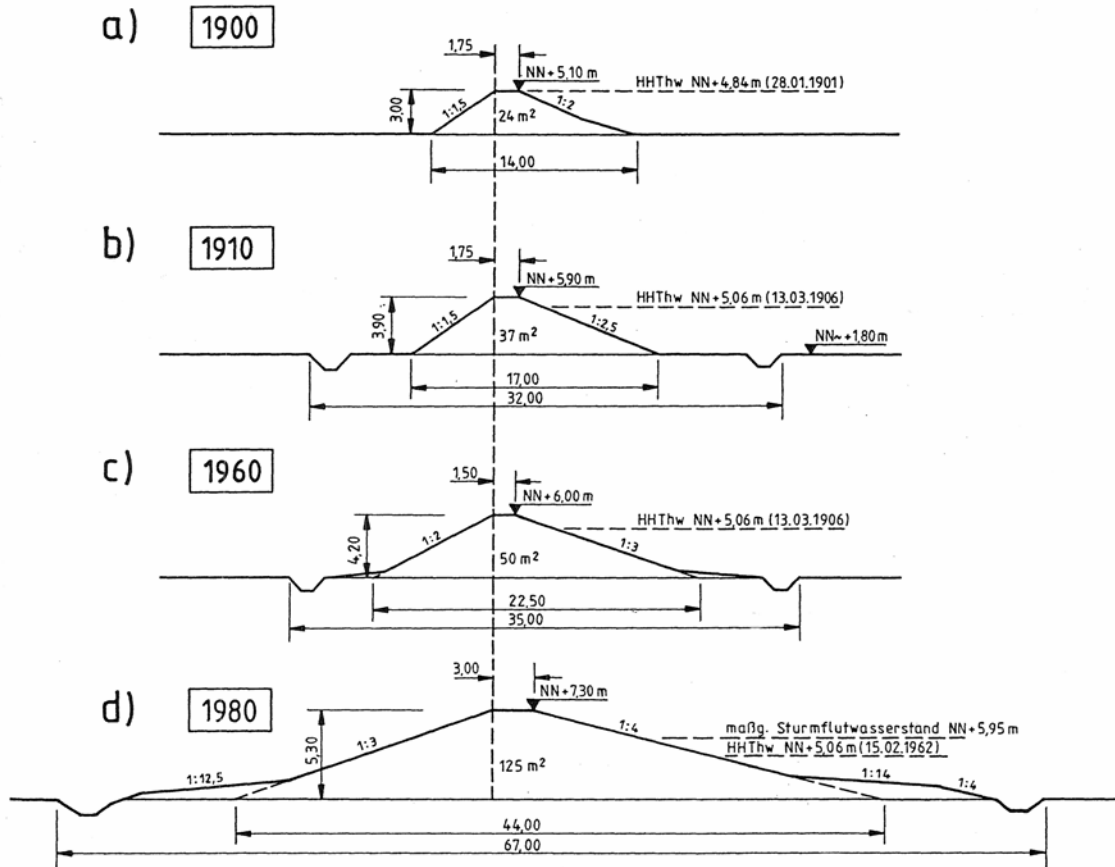 a) 1900
1,75
NN+5,10 m
HHThw NN+4,84m (28.01.1901)
3,00
1:1,5
24 m²
1:2
14,00
b) 1910
1,75
NN+5,90 m
HHThw NN+5,06 m (13.03.1906)
3,90
1:1,5
37 m²
1:2,5
NN~+1,80m
17,00
32,00
c) 1960
1,50
NN+6,00 m
HHThw NN+5,06m (13.03.1906)
4,20
1:2
50 m²
1:3
22,50
35,00
d) 1980
3,00
NN+7,30 m
maßg. Sturmflutwasserstand NN+5,95 m
HHThw NN+5,06 m (15.02.1962)
5,30
1:3
1:4
1:12,5
125 m²
1:14
1:4
44,00
67,00